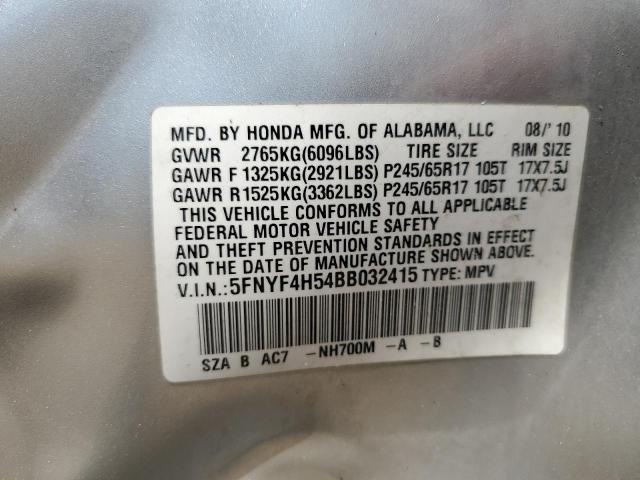 MFD. BY HONDA MFG. OF ALABAMA, LLC 08/'10
GVWR 2765KG(6096LBS) TIRE SIZE RIM SIZE
GAWR F 1325KG(2921LBS) P245/65R17 105T 17X7.5J
GAWR R 1525KG(3362LBS) P245/65R17 105T 17X7.5J
THIS VEHICLE CONFORMS TO ALL APPLICABLE
FEDERAL MOTOR VEHICLE SAFETY
AND THEFT PREVENTION STANDARDS IN EFFECT
ON THE DATE OF MANUFACTURE SHOWN ABOVE.
V.I.N.: 5FNYF4H54BB032415 TYPE: MPV
SZA B AC7 -NH700M -A -B